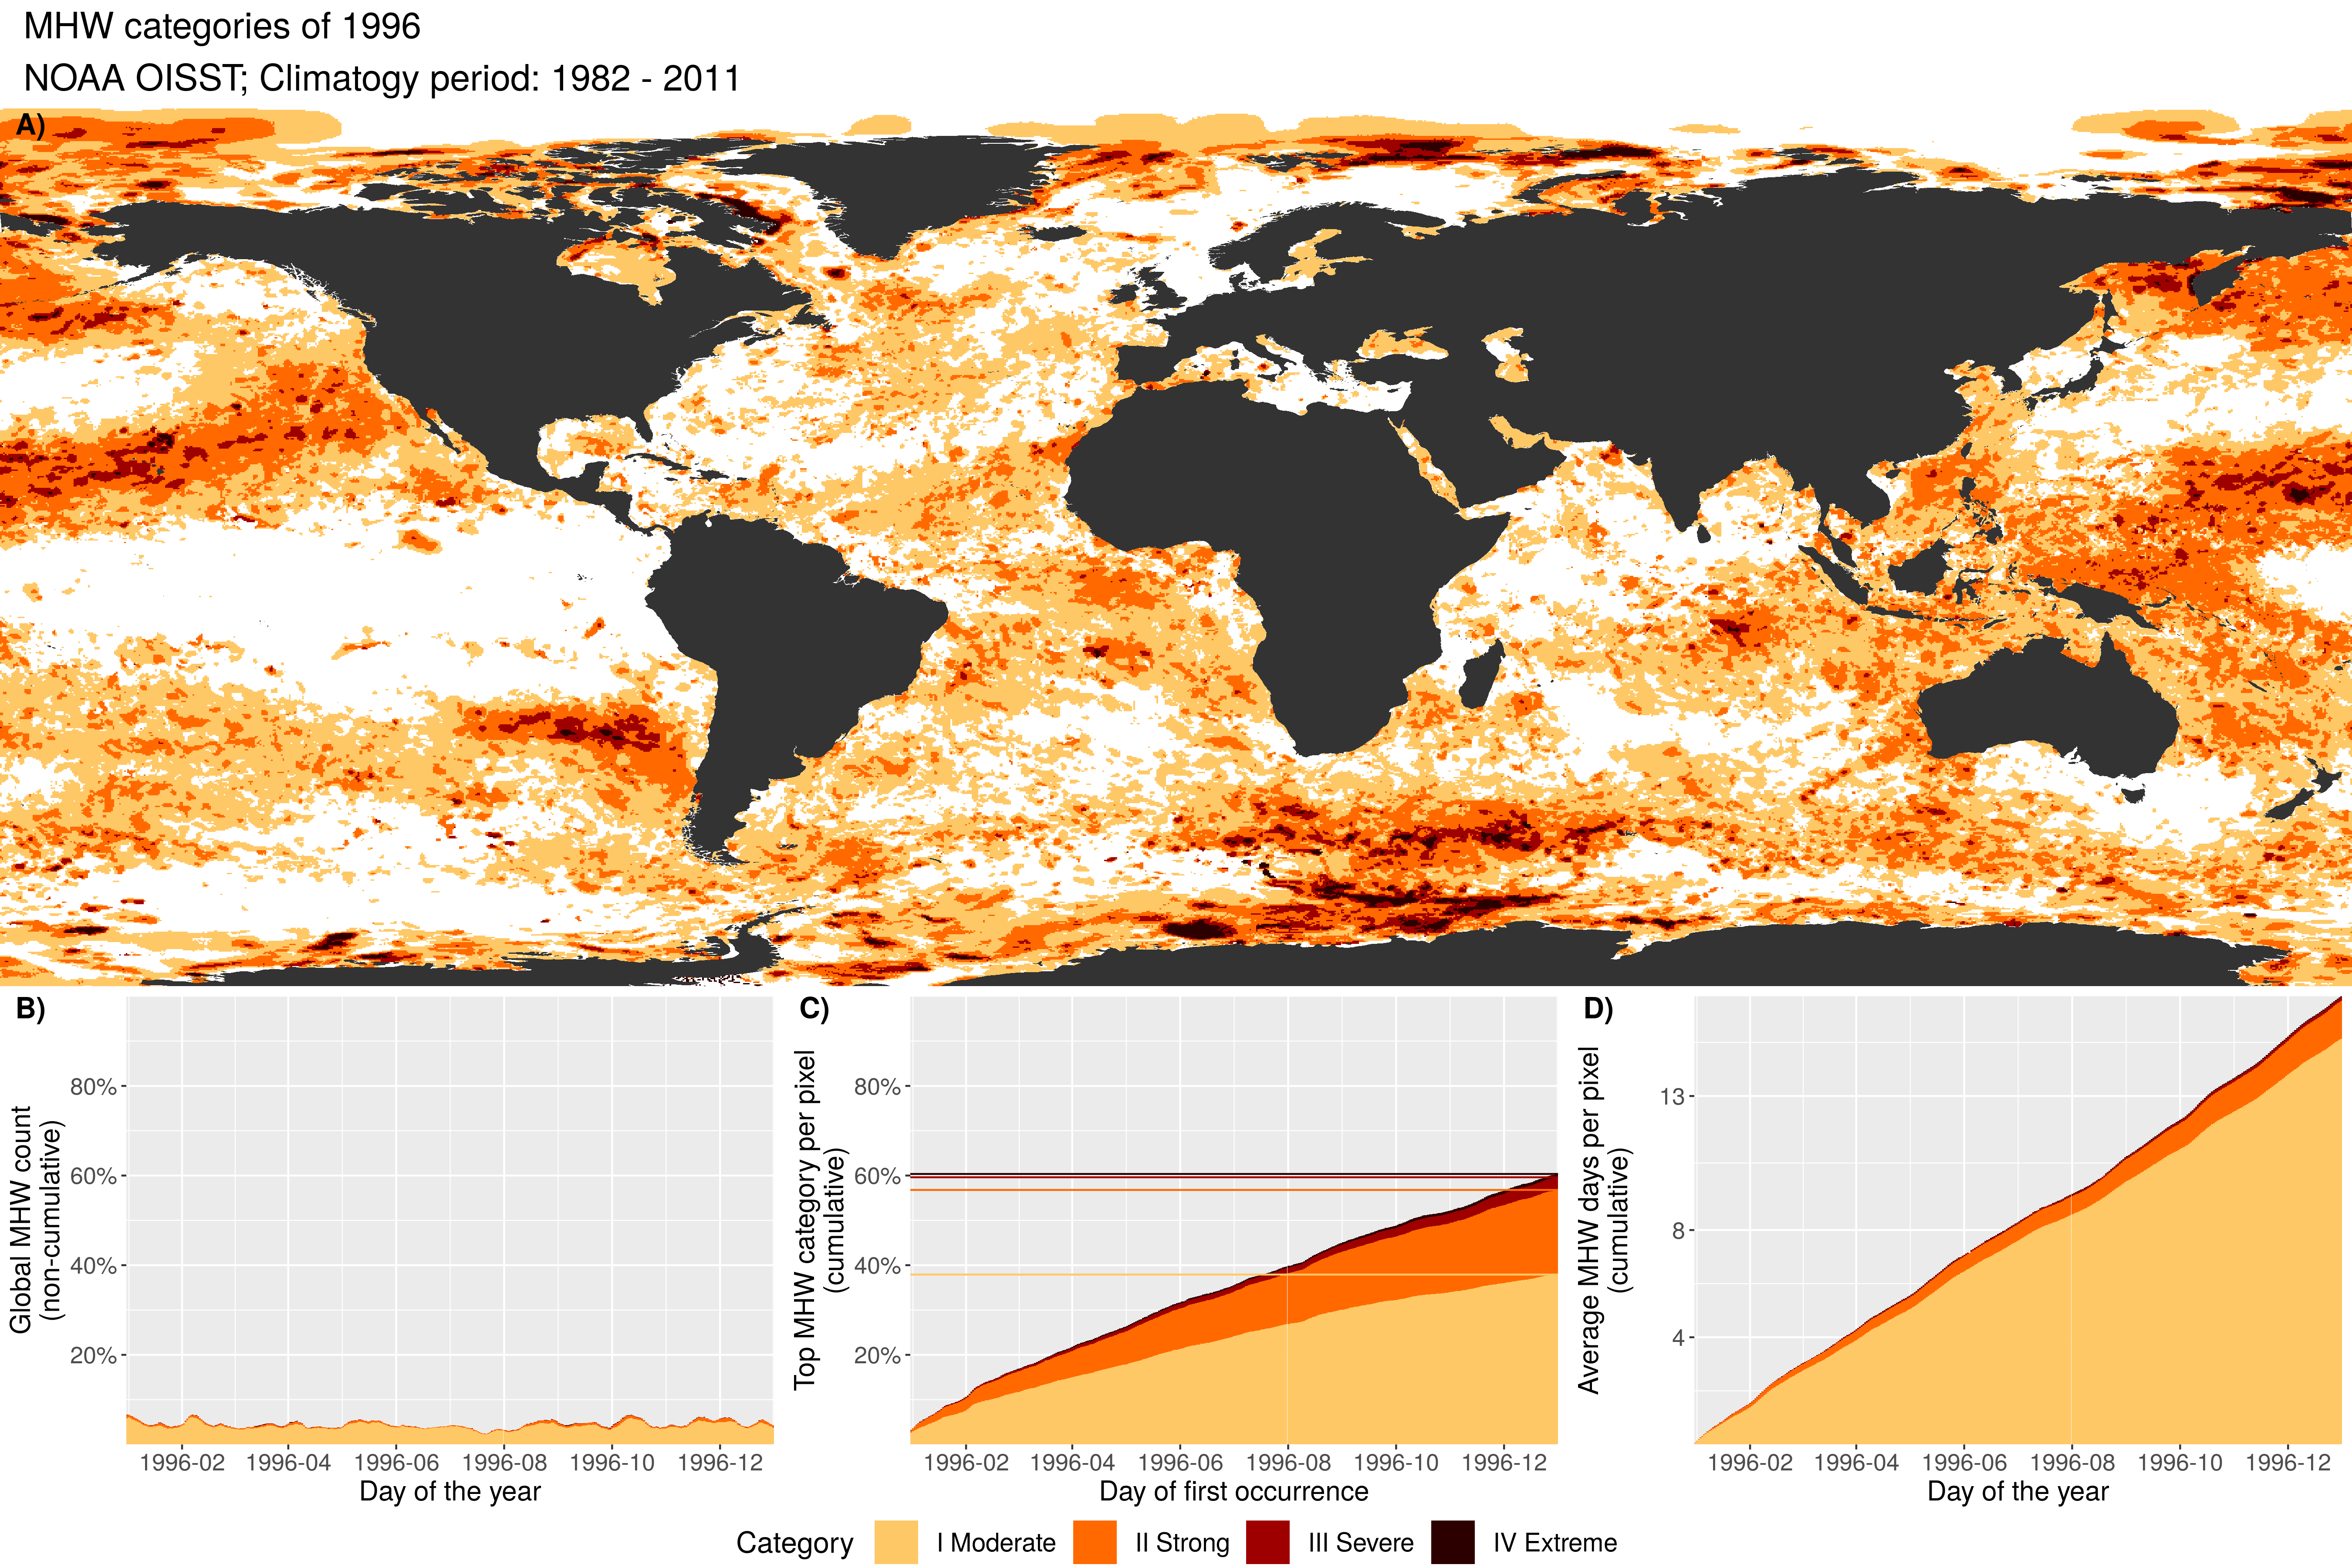 MHW categories of 1996
NOAA OISST; Climatogy period: 1982 - 2011
A)
B)
Global MHW count
(non-cumulative)
80%
60%
40%
20%
1996-02 1996-04 1996-06 1996-08 1996-10 1996-12
Day of the year
C)
Top MHW category per pixel
(cumulative)
80%
60%
40%
20%
1996-02 1996-04 1996-06 1996-08 1996-10 1996-12
Day of first occurrence
D)
Average MHW days per pixel
(cumulative)
13
8
4
1996-02 1996-04 1996-06 1996-08 1996-10 1996-12
Day of the year
Category I Moderate II Strong III Severe IV Extreme